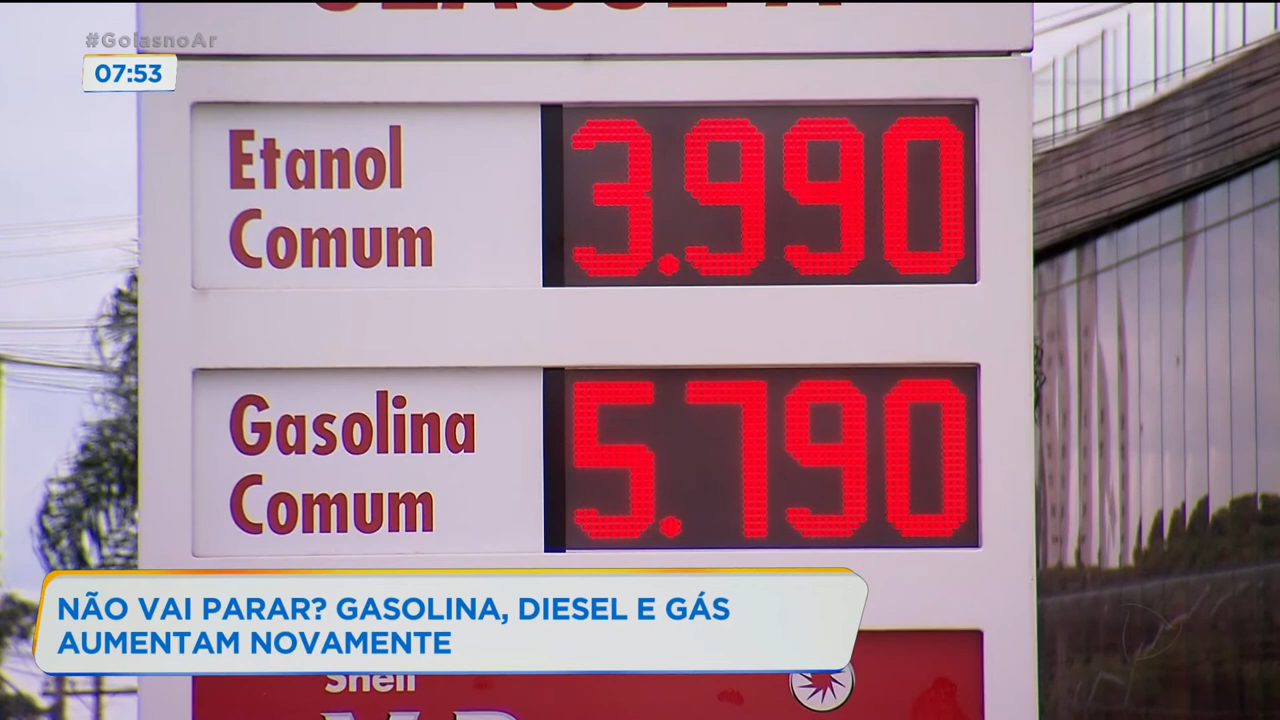 #GoiasnoAr
07:53
Etanol
Comum
3.990
Gasolina
Comum
5.790
NÃO VAI PARAR? GASOLINA, DIESEL E GÁS
AUMENTAM NOVAMENTE
Shell